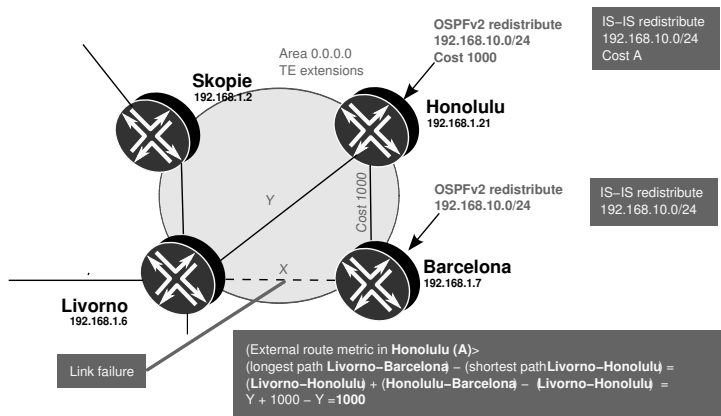 OSPFv2 redistribute
192.168.10.0/24
Cost 1000
IS−IS redistribute
192.168.10.0/24
Cost A
Area 0.0.0.0
TE extensions
Skopie
192.168.1.2
Honolulu
192.168.1.21
Y
Cost 1000
OSPFv2 redistribute
192.168.10.0/24
IS−IS redistribute
192.168.10.0/24
X
Barcelona
192.168.1.7
Livorno
192.168.1.6
Link failure
(External route metric in Honolulu (A)>
(longest path Livorno−Barcelona) − (shortest path Livorno−Honolulu) =
(Livorno−Honolulu) + (Honolulu−Barcelona) − (Livorno−Honolulu) =
Y + 1000 − Y =1000